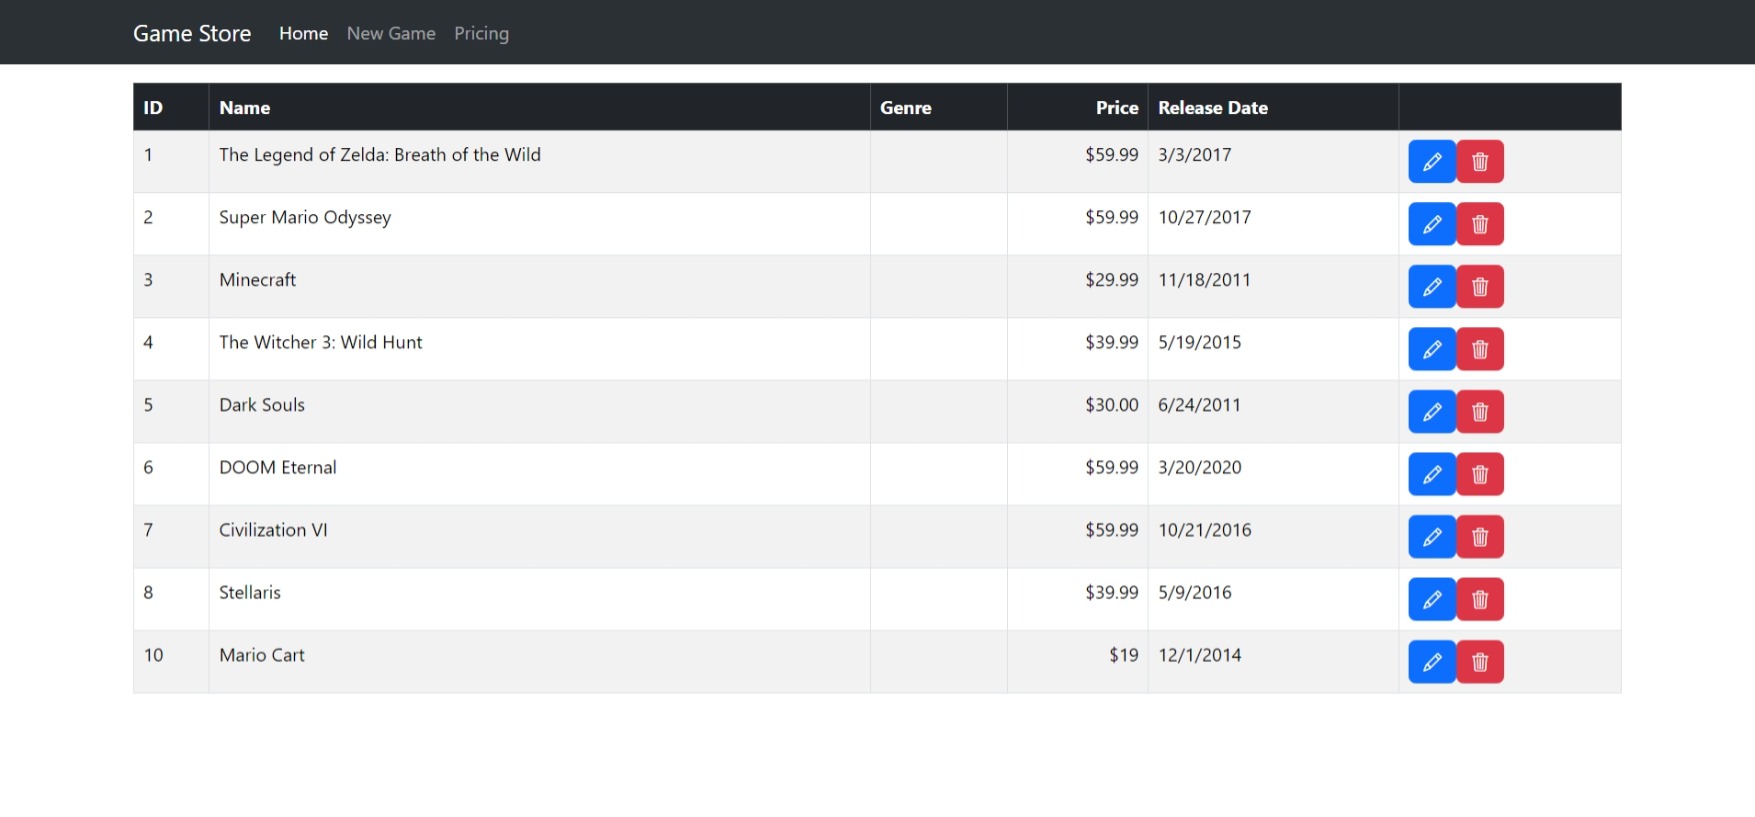 Game Store Home New Game Pricing
ID Name Genre Price Release Date
1 The Legend of Zelda: Breath of the Wild $59.99 3/3/2017
2 Super Mario Odyssey $59.99 10/27/2017
3 Minecraft $29.99 11/18/2011
4 The Witcher 3: Wild Hunt $39.99 5/19/2015
5 Dark Souls $30.00 6/24/2011
6 DOOM Eternal $59.99 3/20/2020
7 Civilization VI $59.99 10/21/2016
8 Stellaris $39.99 5/9/2016
10 Mario Cart $19 12/1/2014